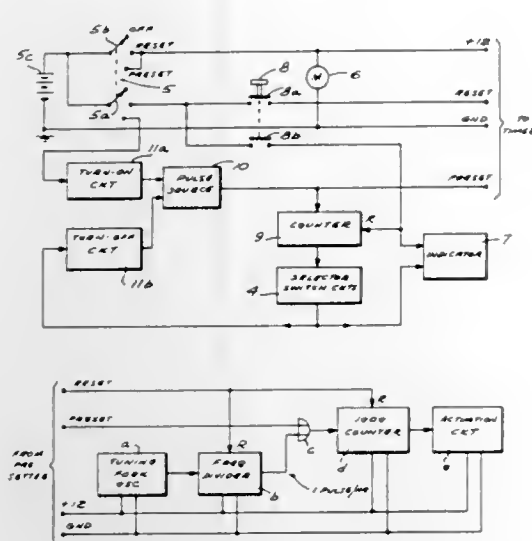 5b
OFF
RESET
+12
5c
PRESET
5
8
6
5a
8a
RESET
GND
8b
TO TIMER
11a
10
TURN-ON CKT
PULSE SOURCE
PRESET
COUNTER
R
9
7
TURN-OFF CKT
INDICATOR
11b
4
SELECTOR SWITCH CKTS
RESET
R
PRESET
1000 COUNTER
ACTUATION CKT
FROM PRE SETTER
a
TUNING FORK OSC
R
FREQ DIVIDER
c
d
e
b
1 PULSE/HR
+12
GND